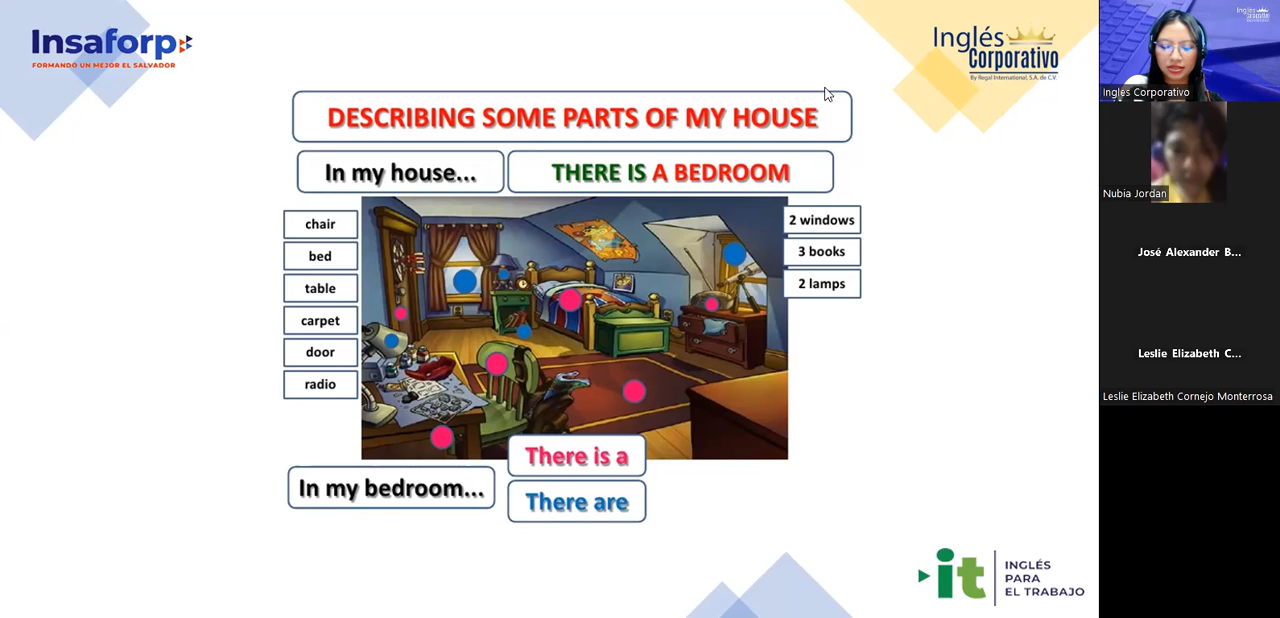 Insaforp
FORMANDO UN MEJOR EL SALVADOR
Inglés
Corporativo
By Regal International, S.A. de C.V.
DESCRIBING SOME PARTS OF MY HOUSE
In my house...
THERE IS A BEDROOM
chair
bed
table
carpet
door
radio
2 windows
3 books
2 lamps
There is a
In my bedroom...
There are
it
INGLÉS
PARA
EL TRABAJO
Ingles Corporativo
Nubia Jordan
José Alexander B...
Leslie Elizabeth C...
Leslie Elizabeth Cornejo Monterrosa